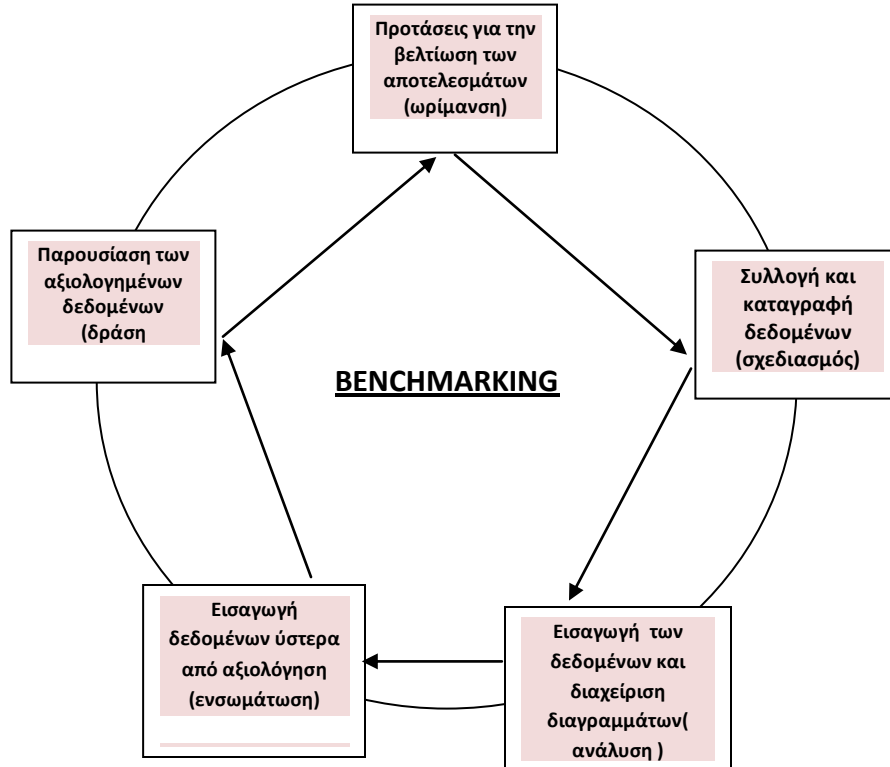 Προτάσεις για την
βελτίωση των
αποτελεσμάτων
(ωρίμανση)
Παρουσίαση των
αξιολογημένων
δεδομένων
(δράση
Συλλογή και
καταγραφή
δεδομένων
(σχεδιασμός)
BENCHMARKING
Εισαγωγή
δεδομένων ύστερα
από αξιολόγηση
(ενσωμάτωση)
Εισαγωγή των
δεδομένων και
διαχείριση
διαγραμμάτων(
ανάλυση )